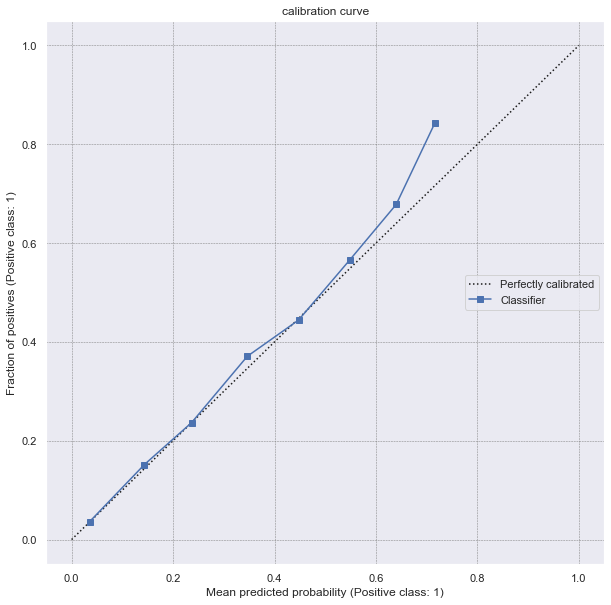 calibration curve
1.0
0.8
0.6
0.4
0.2
0.0
Fraction of positives (Positive class: 1)
Perfectly calibrated
Classifier
0.0 0.2 0.4 0.6 0.8 1.0
Mean predicted probability (Positive class: 1)